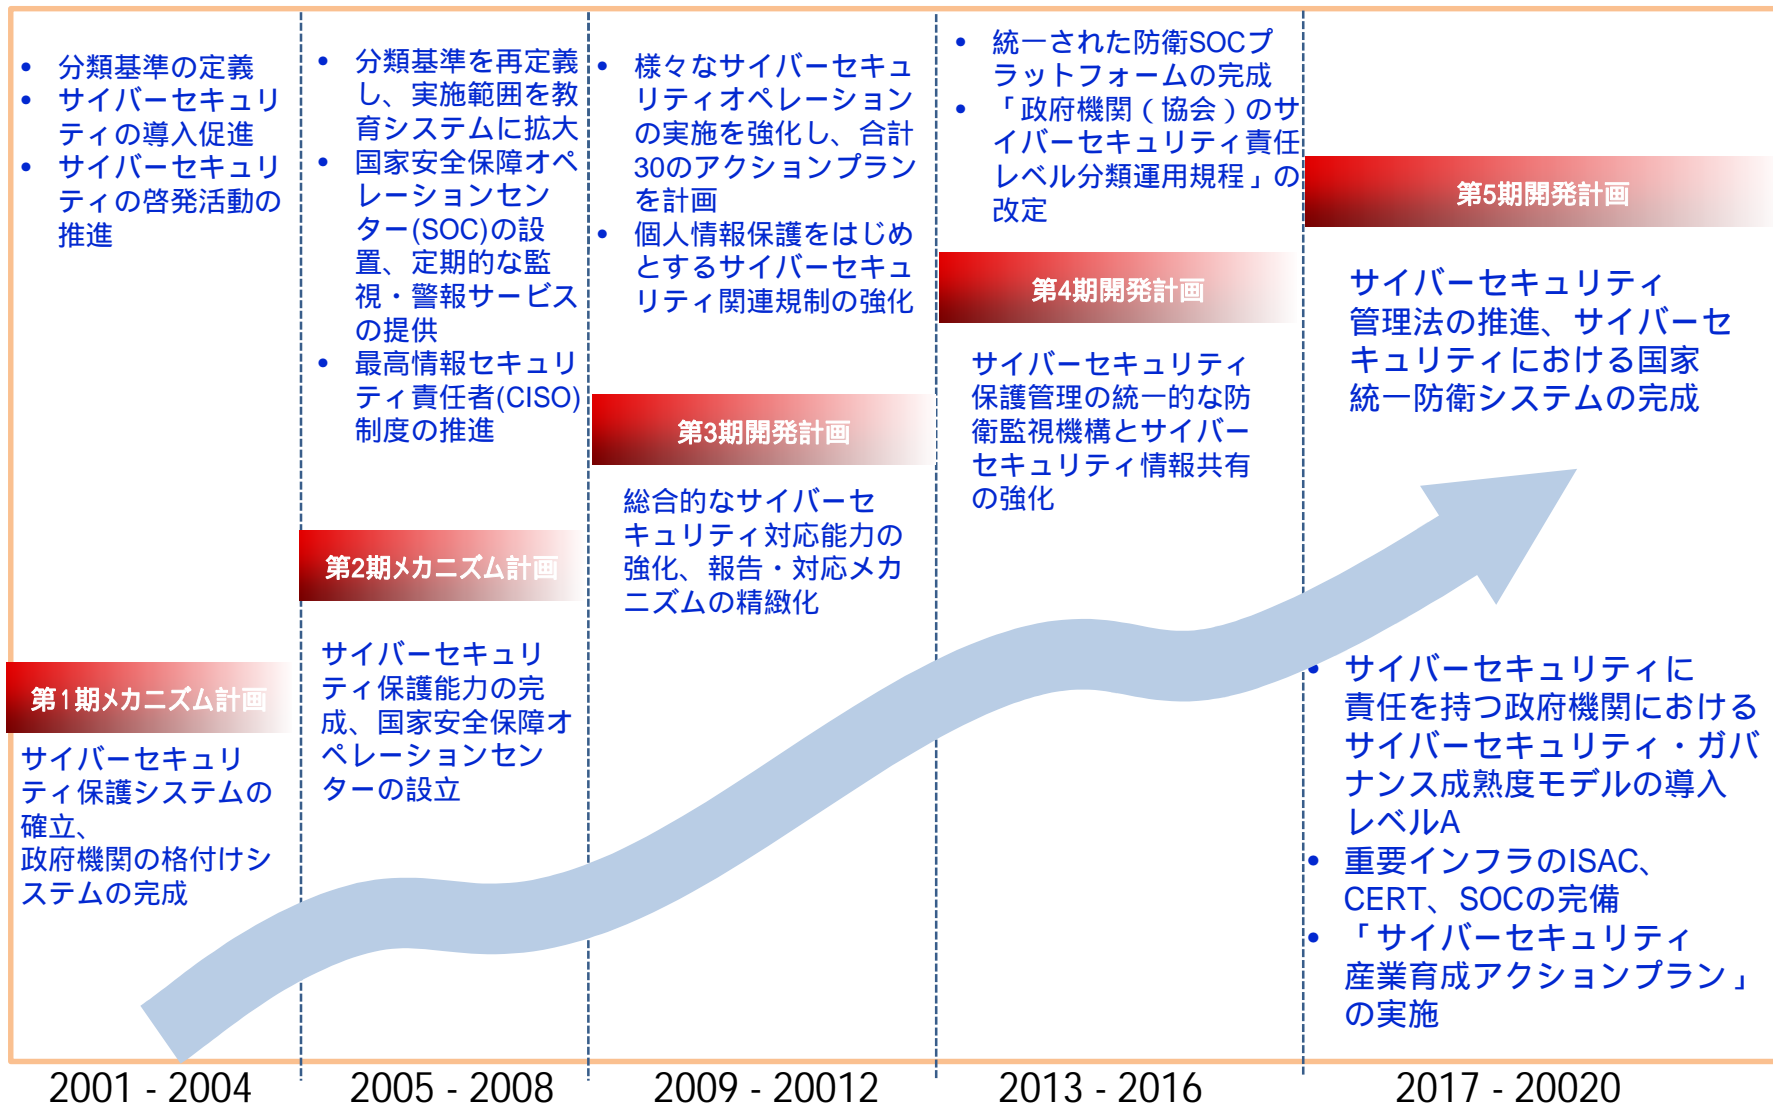 • 分類基準の定義
• サイバーセキュリ
ティの導入促進
• サイバーセキュリ
ティの啓発活動の
推進
第1期メカニズム計画
サイバーセキュリ
ティ保護システムの
確立、
政府機関の格付けシ
ステムの完成
2001 - 2004
• 分類基準を再定義
し、実施範囲を教
育システムに拡大
• 国家安全保障オペ
レーションセン
ター(SOC)の設
置、定期的な監
視・警報サービス
の提供
• 最高情報セキュリ
ティ責任者(CISO)
制度の推進
第2期メカニズム計画
サイバーセキュリ
ティ保護能力の完
成、国家安全保障オ
ペレーションセン
ターの設立
2005 - 2008
• 様々なサイバーセキュ
リティオペレーション
の実施を強化し、合計
30のアクションプラン
を計画
• 個人情報保護をはじめ
とするサイバーセキュ
リティ関連規制の強化
第3期開発計画
総合的なサイバーセ
キュリティ対応能力の
強化、報告・対応メカ
ニズムの精緻化
2009 - 20012
• 統一された防衛SOCプ
ラットフォームの完成
• 「政府機関（協会）のサ
イバーセキュリティ責任
レベル分類運用規程」の
改定
第4期開発計画
サイバーセキュリティ
保護管理の統一的な防
衛監視機構とサイバー
セキュリティ情報共有
の強化
2013 - 2016
第5期開発計画
サイバーセキュリティ
管理法の推進、サイバーセ
キュリティにおける国家
統一防衛システムの完成
• サイバーセキュリティに
責任を持つ政府機関における
サイバーセキュリティ・ガバ
ナンス成熟度モデルの導入
レベルA
• 重要インフラのISAC、
CERT、SOCの完備
• 「サイバーセキュリティ
産業育成アクションプラン」
の実施
2017 - 20020